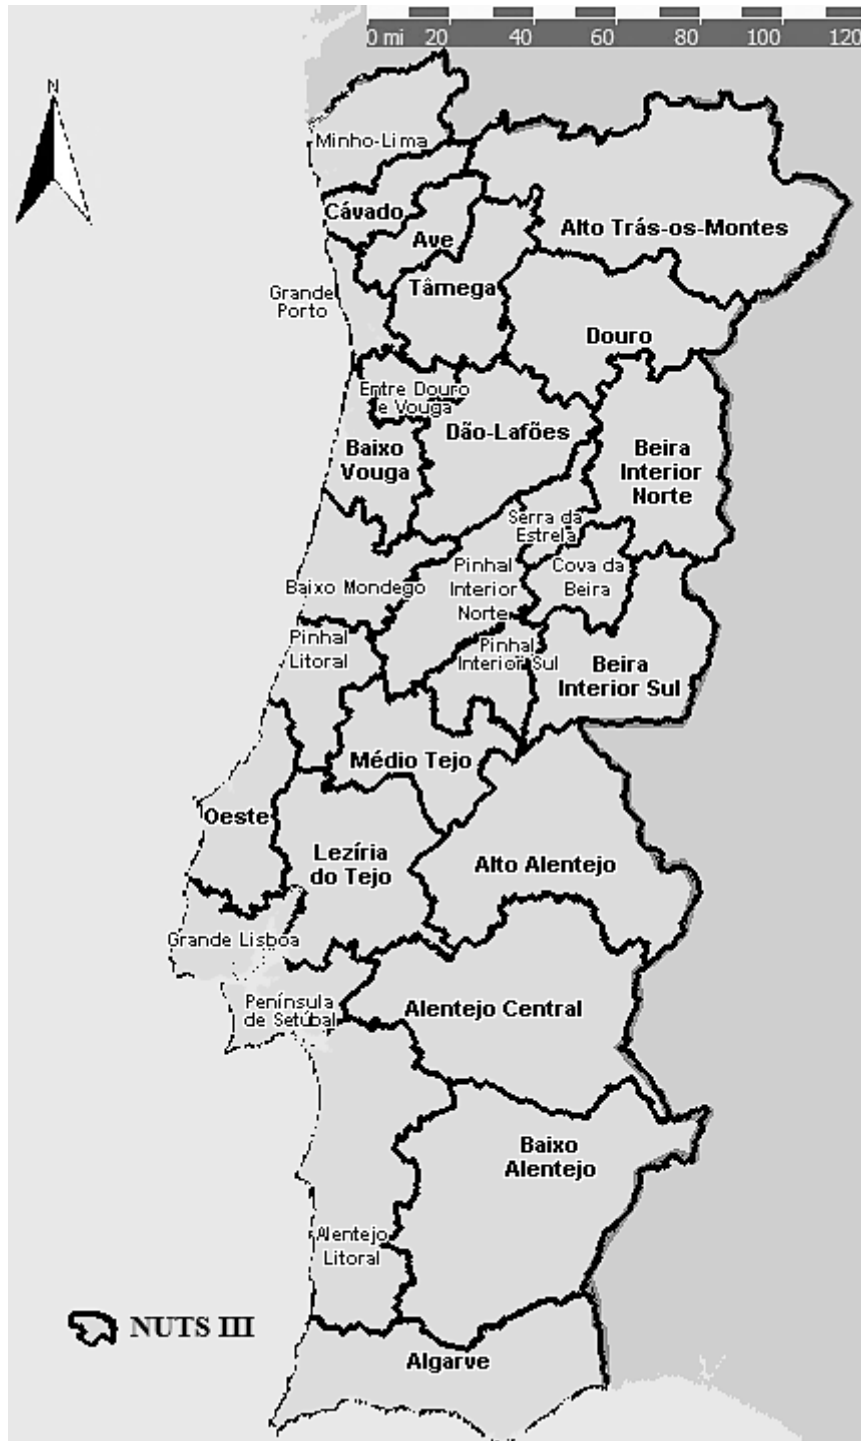 0 mi 20 40 60 80 100 120
N
Minho-Lima
Cávado
Ave
Alto Trás-os-Montes
Grande
Porto
Tâmega
Douro
Entre Douro
e Vouga
Dão-Lafões
Baixo
Vouga
Beira
Interior
Norte
Serra da
Estrela
Baixo Mondego
Pinhal
Interior
Norte
Cova da
Beira
Pinhal
Litoral
Pinhal
Interior Sul
Beira
Interior Sul
Médio Tejo
Oeste
Lezíria
do Tejo
Alto Alentejo
Grande Lisboa
Península
de Setúbal
Alentejo Central
Baixo
Alentejo
Alentejo
Litoral
NUTS III
Algarve